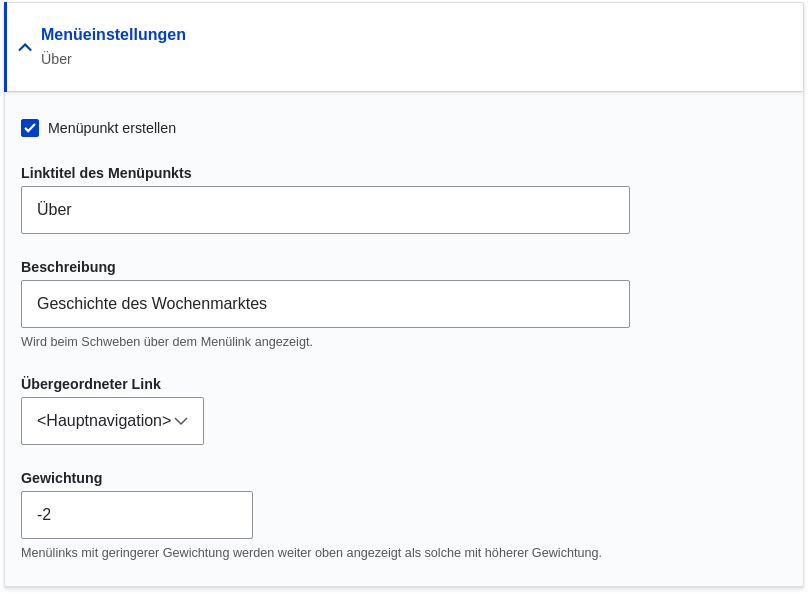 Menüeinstellungen
Über
Menüpunkt erstellen
Linktitel des Menüpunkts
Über
Beschreibung
Geschichte des Wochenmarktes
Wird beim Schweben über dem Menülink angezeigt.
Übergeordneter Link
<Hauptnavigation>
Gewichtung
-2
Menülinks mit geringerer Gewichtung werden weiter oben angezeigt als solche mit höherer Gewichtung.